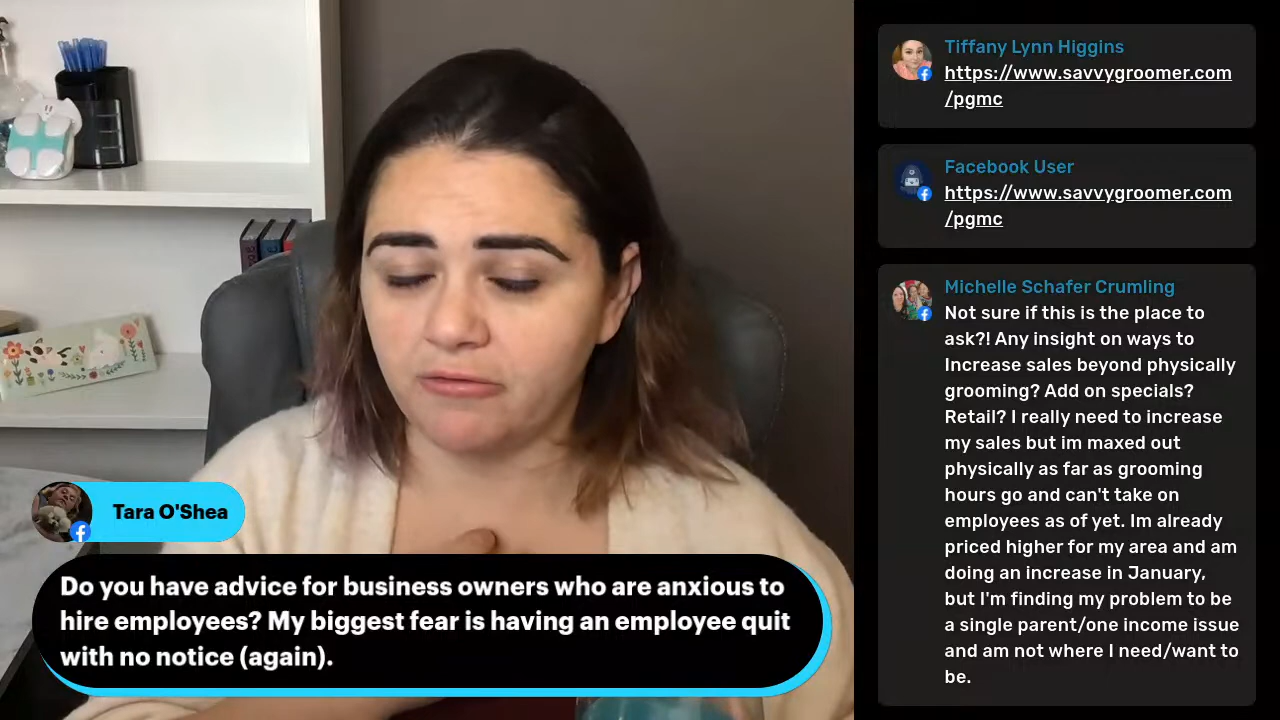 Tara O'Shea
Do you have advice for business owners who are anxious to
hire employees? My biggest fear is having an employee quit
with no notice (again).
Tiffany Lynn Higgins
https://www.savvygroomer.com
/pgmc
Facebook User
https://www.savvygroomer.com
/pgmc
Michelle Schafer Crumling
Not sure if this is the place to
ask?! Any insight on ways to
Increase sales beyond physically
grooming? Add on specials?
Retail? I really need to increase
my sales but im maxed out
physically as far as grooming
hours go and can't take on
employees as of yet. Im already
priced higher for my area and am
doing an increase in January,
but I'm finding my problem to be
a single parent/one income issue
and am not where I need/want to
be.